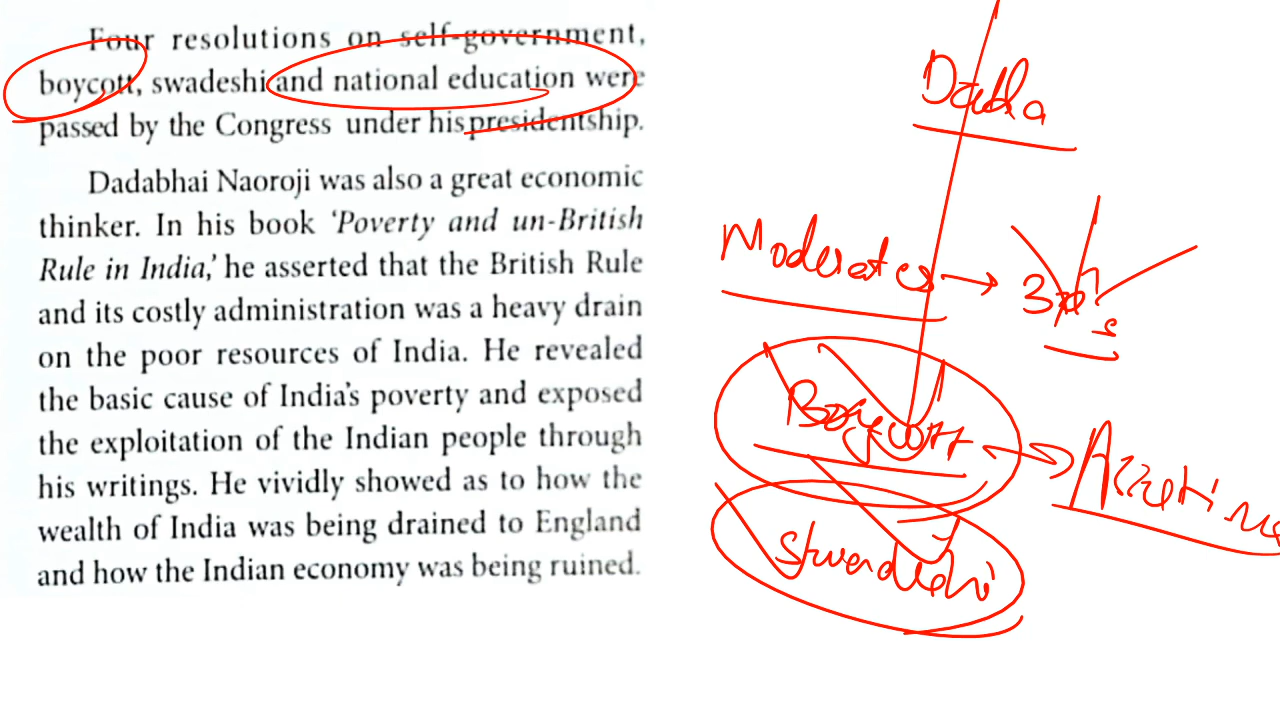 Four resolutions on self-government,
boycott, swadeshi and national education were
passed by the Congress under his presidentship.
Dadabhai Naoroji was also a great economic
thinker. In his book ‘Poverty and un-British
Rule in India,’ he asserted that the British Rule
and its costly administration was a heavy drain
on the poor resources of India. He revealed
the basic cause of India’s poverty and exposed
the exploitation of the Indian people through
his writings. He vividly showed as to how the
wealth of India was being drained to England
and how the Indian economy was being ruined.
Dadda
Moderates → 3
Boycott →